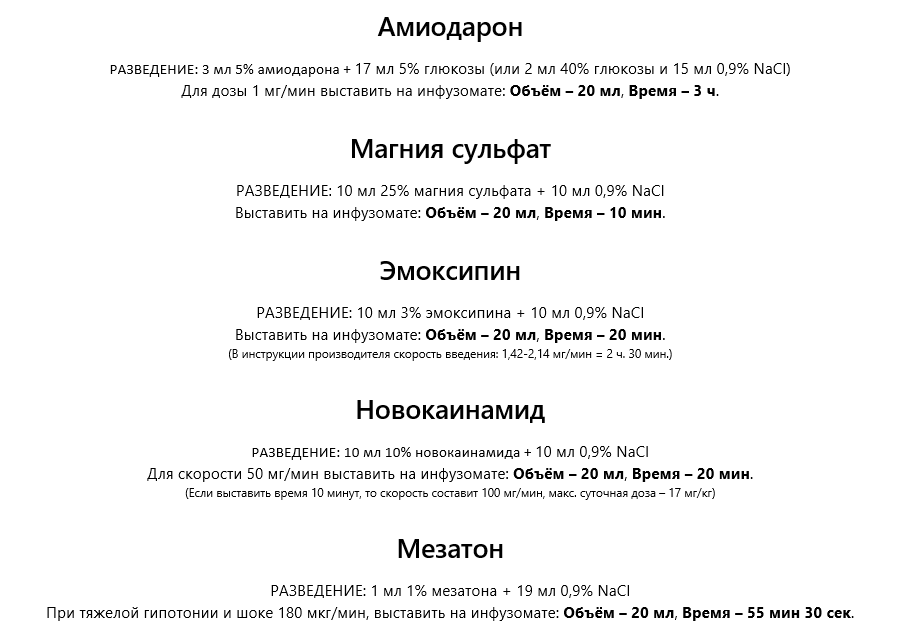 Амиодарон
РАЗВЕДЕНИЕ: 3 мл 5% амиодарона + 17 мл 5% глюкозы (или 2 мл 40% глюкозы и 15 мл 0,9% NaCl)
Для дозы 1 мг/мин выставить на инфузомате: Объём – 20 мл, Время – 3 ч.
Магния сульфат
РАЗВЕДЕНИЕ: 10 мл 25% магния сульфата + 10 мл 0,9% NaCl
Выставить на инфузомате: Объём – 20 мл, Время – 10 мин.
Эмоксипин
РАЗВЕДЕНИЕ: 10 мл 3% эмоксипина + 10 мл 0,9% NaCl
Выставить на инфузомате: Объём – 20 мл, Время – 20 мин.
(В инструкции производителя скорость введения: 1,42-2,14 мг/мин = 2 ч. 30 мин.)
Новокаинамид
РАЗВЕДЕНИЕ: 10 мл 10% новокаинамида + 10 мл 0,9% NaCl
Для скорости 50 мг/мин выставить на инфузомате: Объём – 20 мл, Время – 20 мин.
(Если выставить время 10 минут, то скорость составит 100 мг/мин, макс. суточная доза – 17 мг/кг)
Мезатон
РАЗВЕДЕНИЕ: 1 мл 1% мезатона + 19 мл 0,9% NaCl
При тяжелой гипотонии и шоке 180 мкг/мин, выставить на инфузомате: Объём – 20 мл, Время – 55 мин 30 сек.